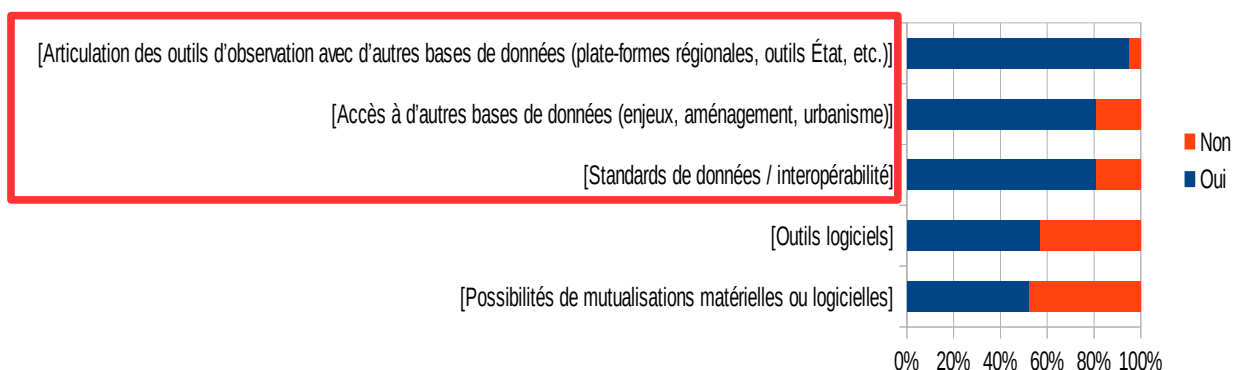 [Articulation des outils d’observation avec d’autres bases de données (plate-formes régionales, outils État, etc.)]
[Accès à d’autres bases de données (enjeux, aménagement, urbanisme)]
[Standards de données / interopérabilité]
[Outils logiciels]
[Possibilités de mutualisations matérielles ou logicielles]
Non
Oui
0% 20% 40% 60% 80% 100%